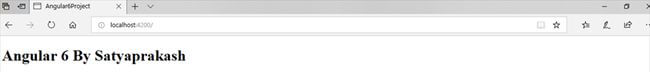 Angular6Project
localhost:4200/
Angular 6 By Satyaprakash